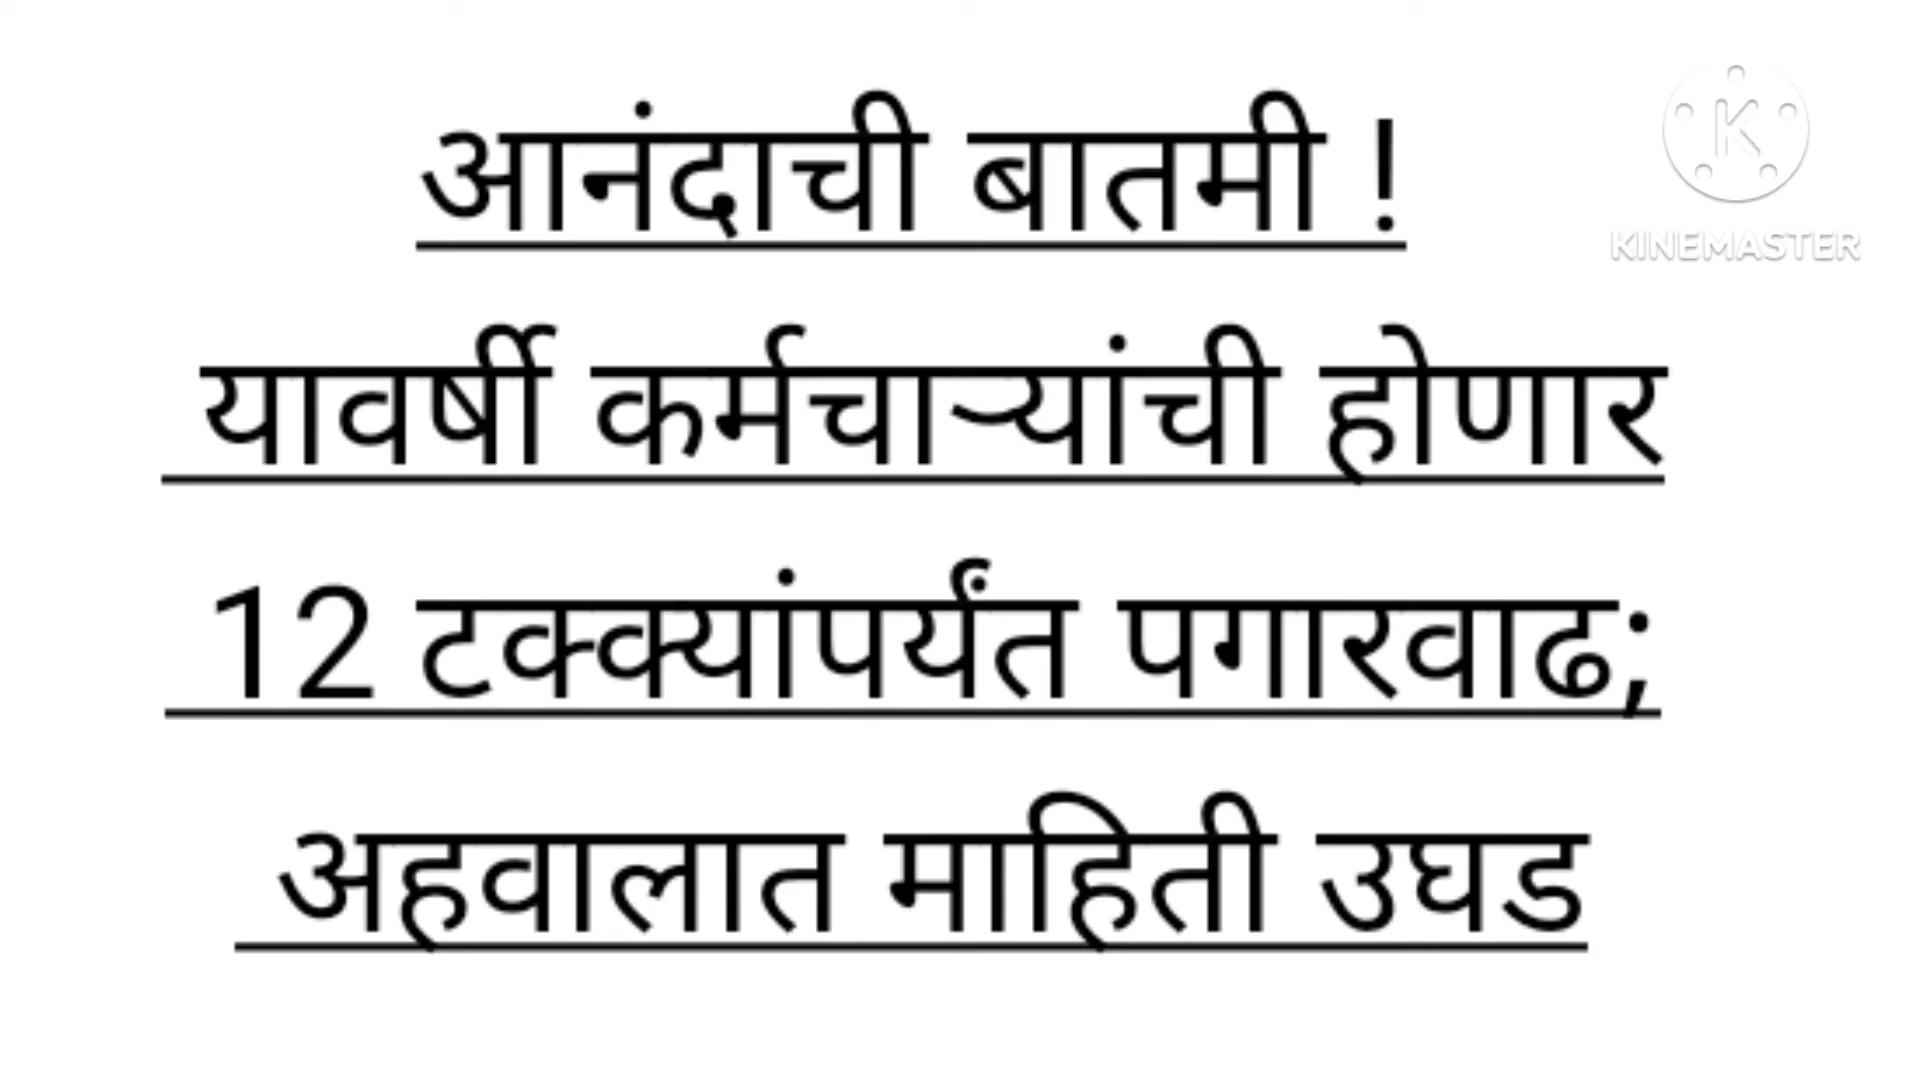 आनंदाची बातमी !
KINEMASTER
यावर्षी कर्मचाऱ्यांची होणार
12 टक्क्यांपर्यंत पगारवाढ;
अहवालात माहिती उघड